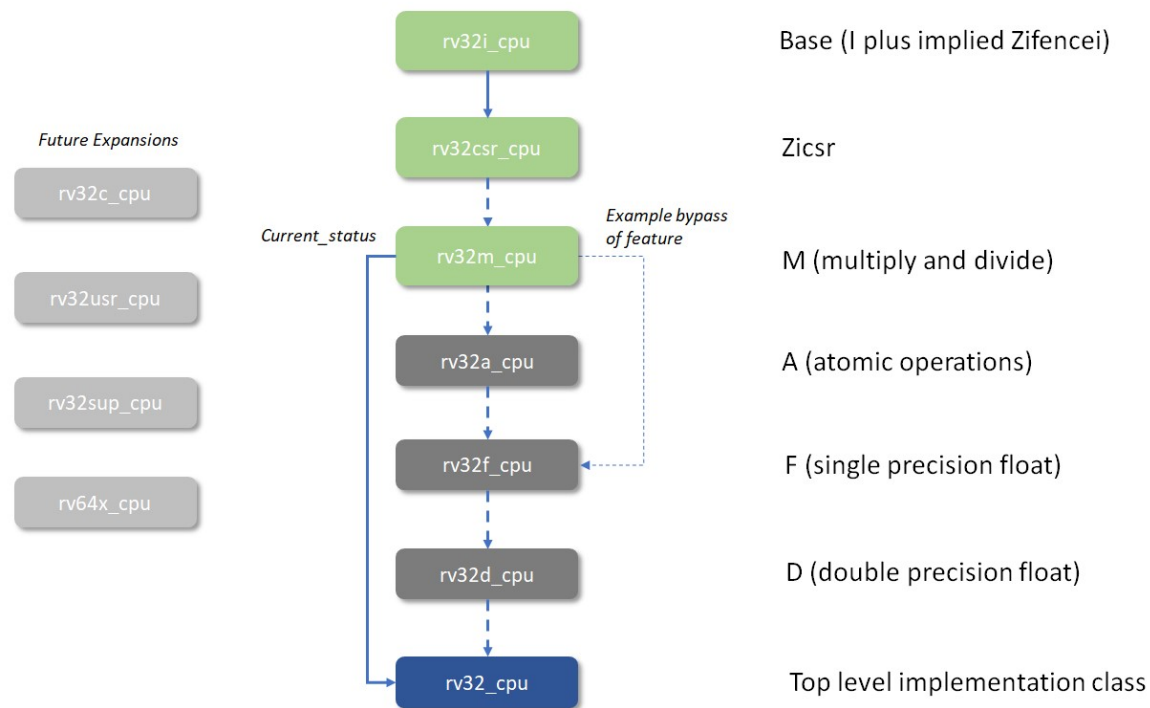 rv32i_cpu
Base (I plus implied Zifencei)
Future Expansions
rv32csr_cpu
Zicsr
rv32c_cpu
Current_status
Example bypass
of feature
rv32m_cpu
M (multiply and divide)
rv32usr_cpu
rv32a_cpu
A (atomic operations)
rv32sup_cpu
rv32f_cpu
F (single precision float)
rv64x_cpu
rv32d_cpu
D (double precision float)
rv32_cpu
Top level implementation class